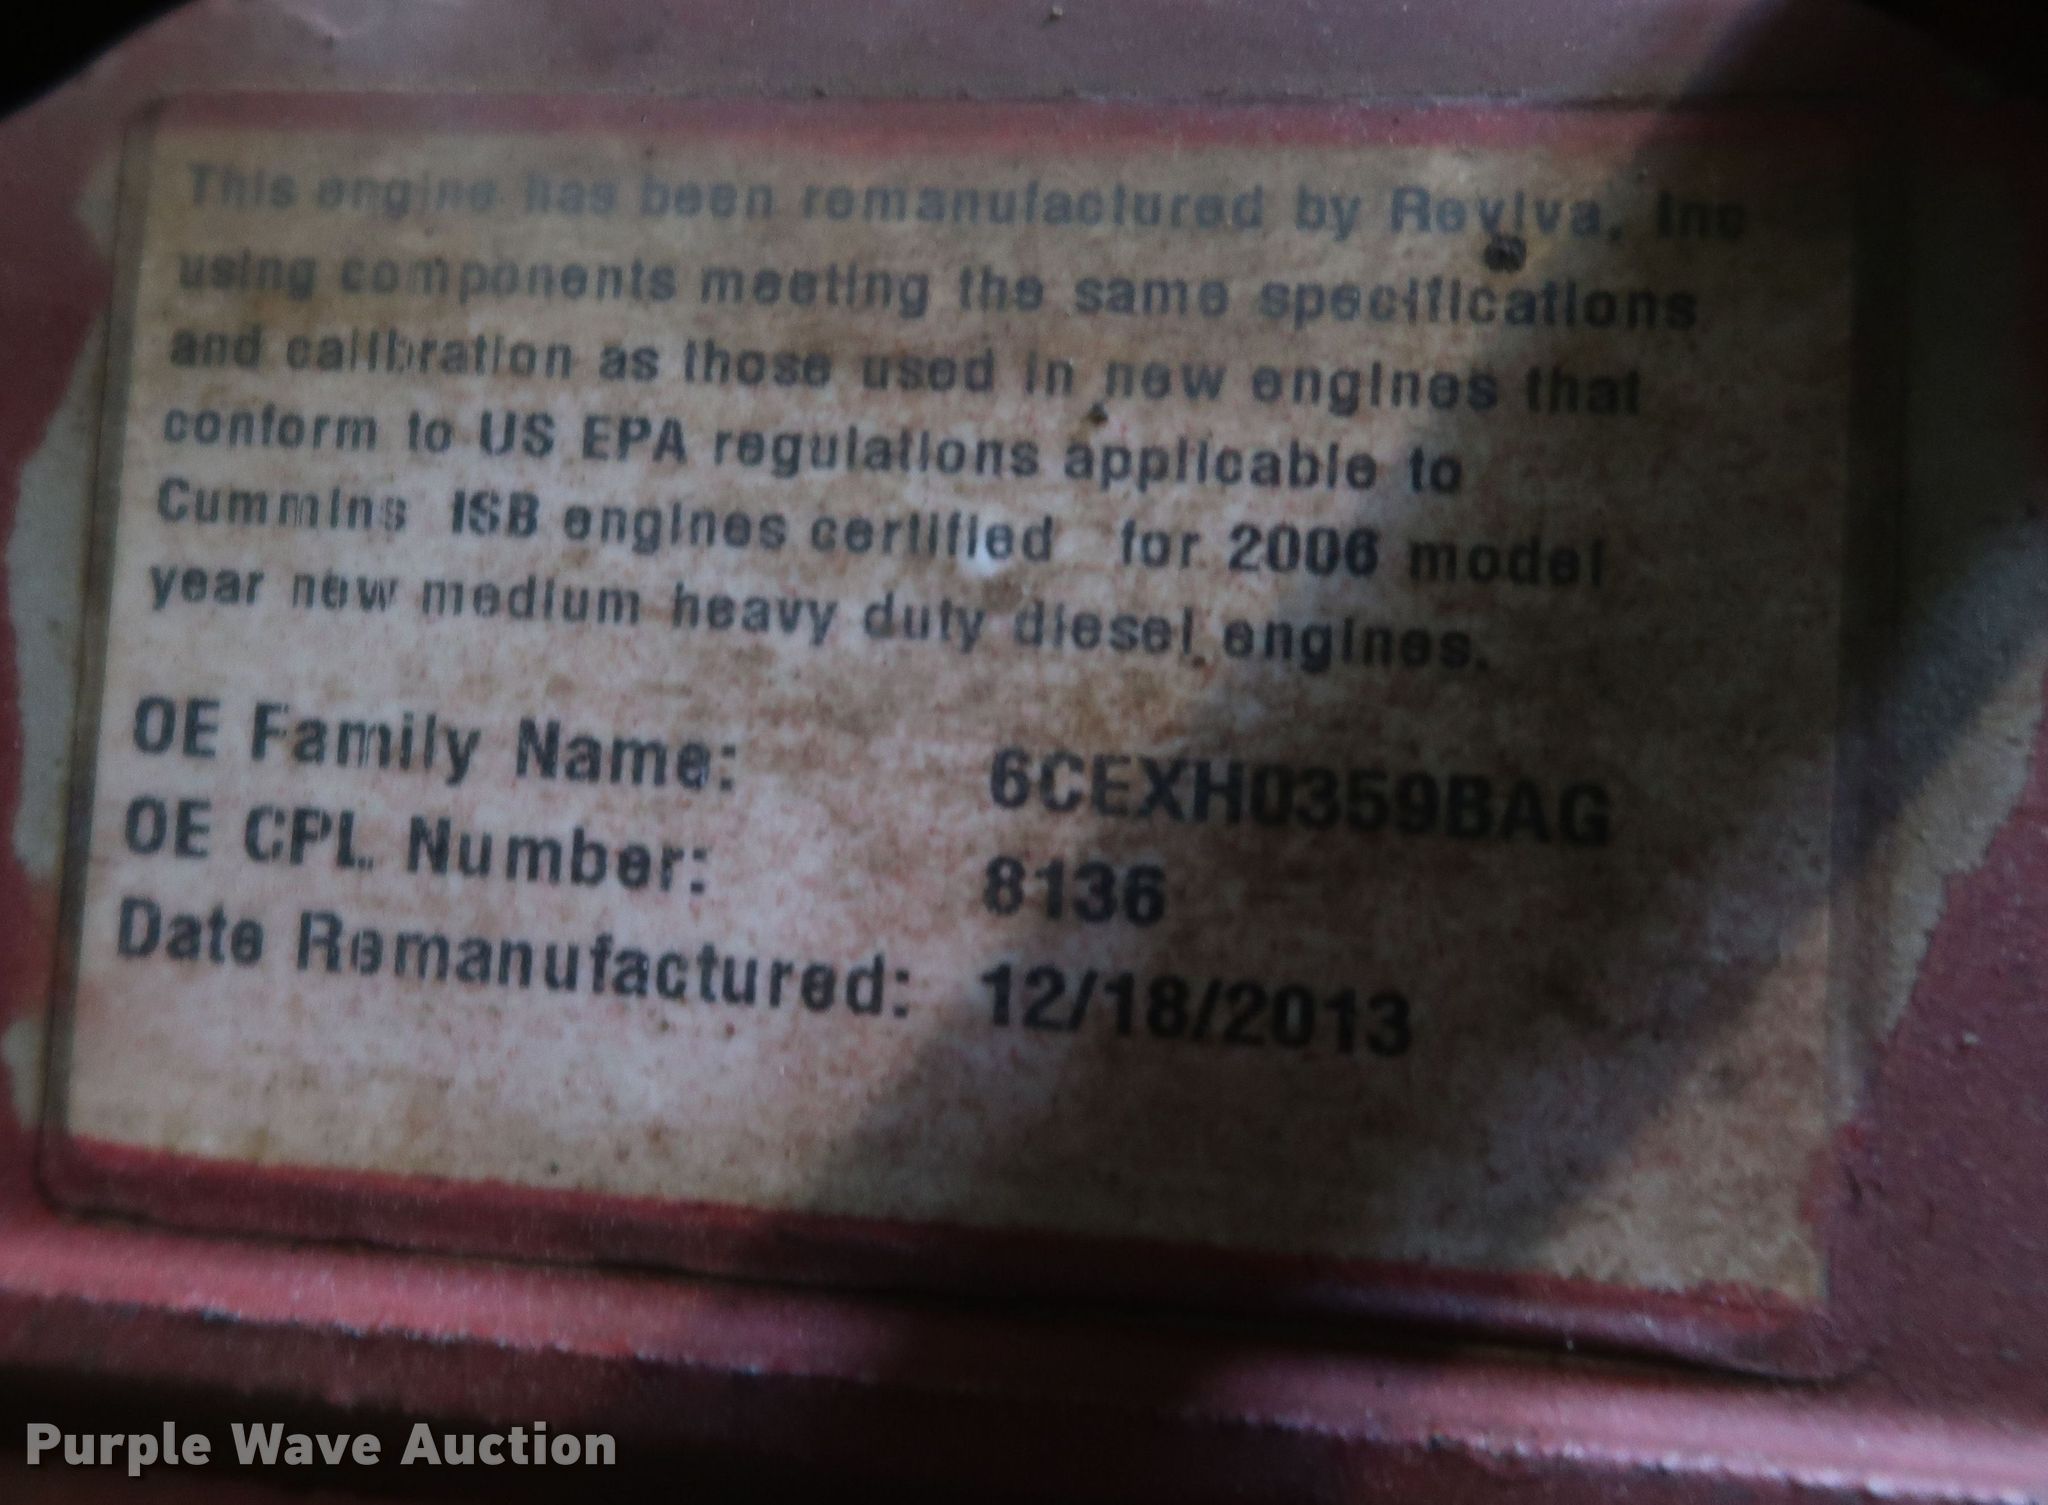 This engine has been remanufactured by Reviva, Inc
using components meeting the same specifications
and calibration as those used in new engines that
conform to US EPA regulations applicable to
Cummins ISB engines certified for 2006 model
year new medium heavy duty diesel engines.
OE Family Name: 6CEXH0359BAG
OE CPL Number: 8136
Date Remanufactured: 12/18/2013
Purple Wave Auction